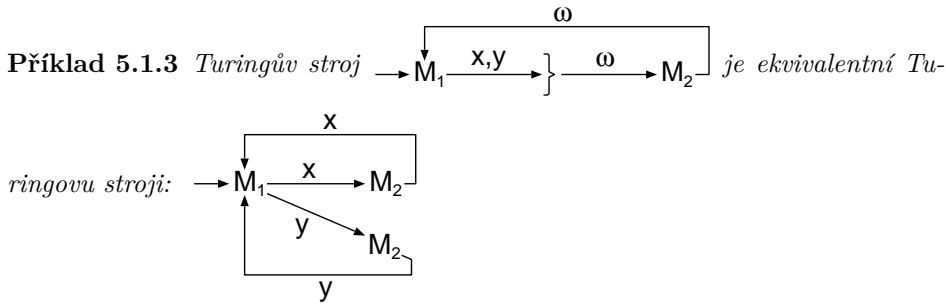 ω
Příklad 5.1.3 Turingův stroj M₁ x,y } ω M₂ je ekvivalentní Tu-
x
ringovu stroji: M₁ x M₂
y M₂
y